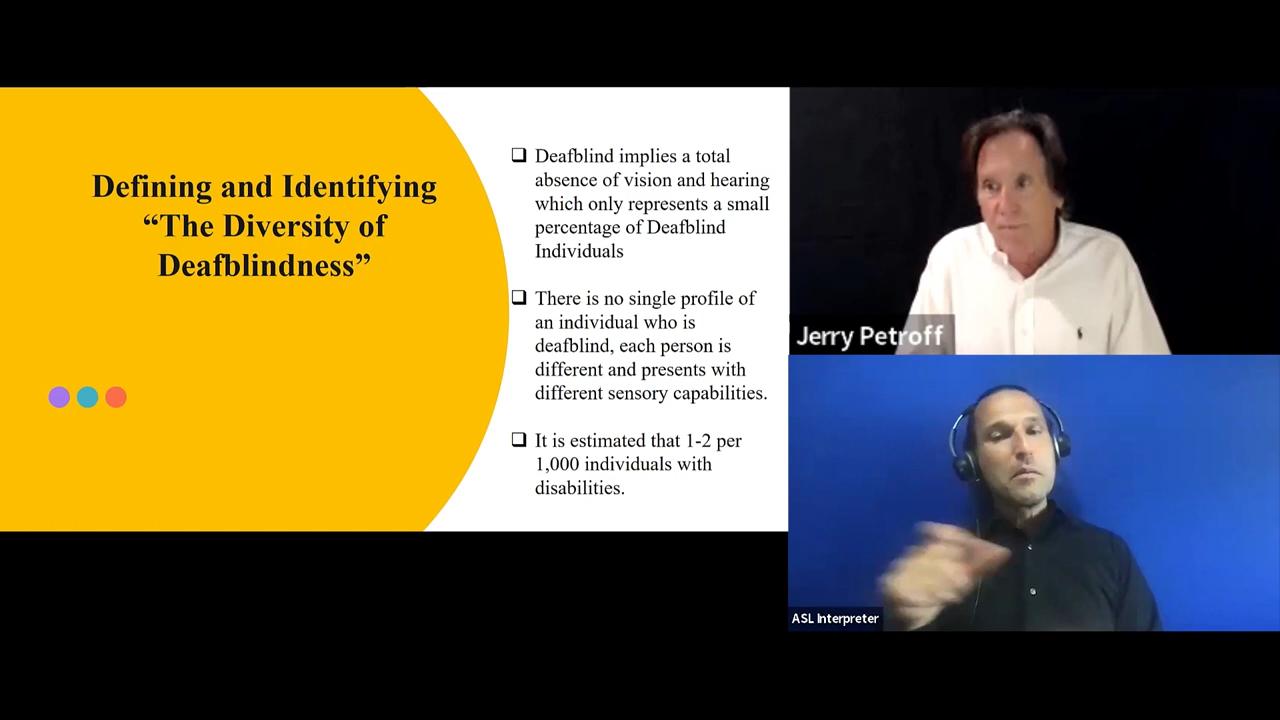 Defining and Identifying
“The Diversity of
Deafblindness”
❑ Deafblind implies a total
absence of vision and hearing
which only represents a small
percentage of Deafblind
Individuals
❑ There is no single profile of
an individual who is
deafblind, each person is
different and presents with
different sensory capabilities.
❑ It is estimated that 1-2 per
1,000 individuals with
disabilities.
Jerry Petroff
ASL Interpreter